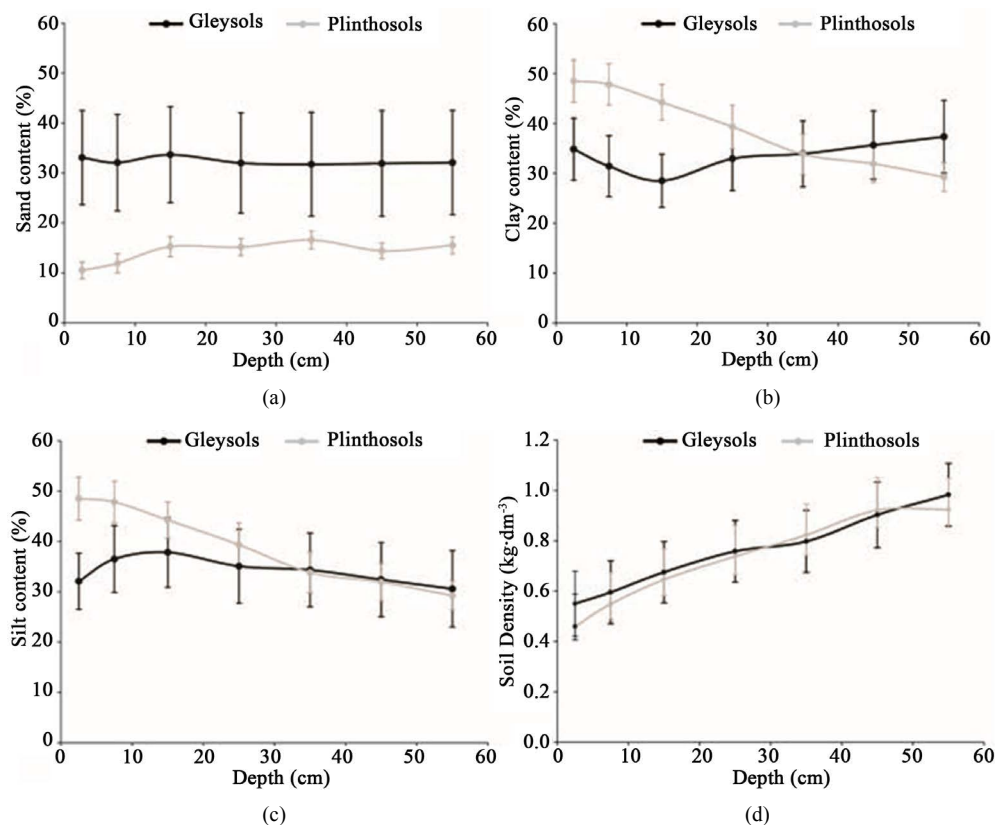 Gleysols Plinthosols
Sand content (%)
60
50
40
30
20
10
0
0 10 20 30 40 50 60
Depth (cm)
(a)
Gleysols Plinthosols
Clay content (%)
60
50
40
30
20
10
0
0 10 20 30 40 50 60
Depth (cm)
(b)
Gleysols Plinthosols
Silt content (%)
60
50
40
30
20
10
0
0 10 20 30 40 50 60
Depth (cm)
(c)
Gleysols Plinthosols
Soil Density (kg·dm⁻³)
1.2
1.0
0.8
0.6
0.4
0.2
0.0
0 10 20 30 40 50 60
Depth (cm)
(d)